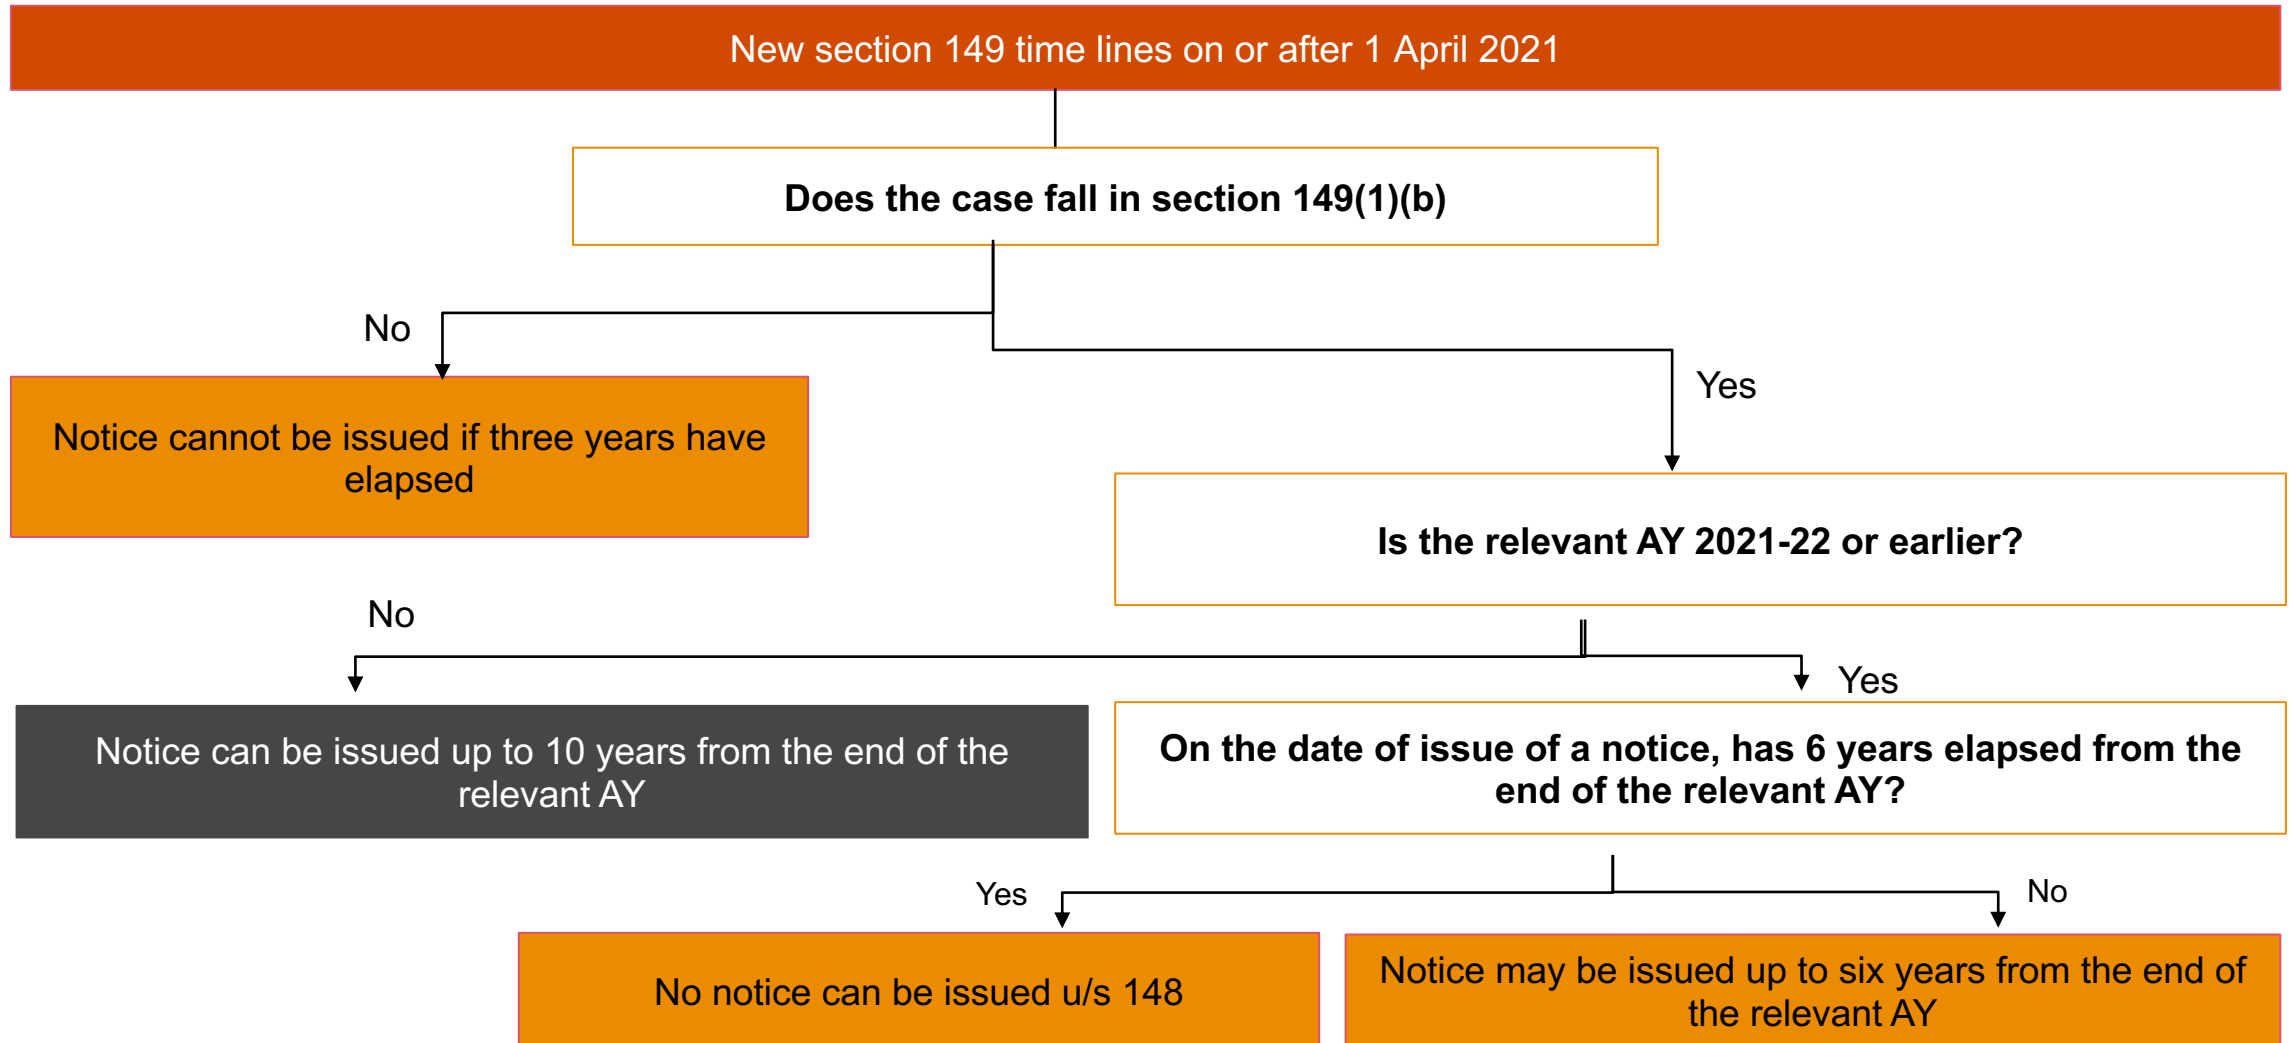 New section 149 time lines on or after 1 April 2021
Does the case fall in section 149(1)(b)
No
Yes
Notice cannot be issued if three years have
elapsed
Is the relevant AY 2021-22 or earlier?
No
Yes
Notice can be issued up to 10 years from the end of the
relevant AY
On the date of issue of a notice, has 6 years elapsed from the
end of the relevant AY?
Yes
No
No notice can be issued u/s 148
Notice may be issued up to six years from the end of
the relevant AY